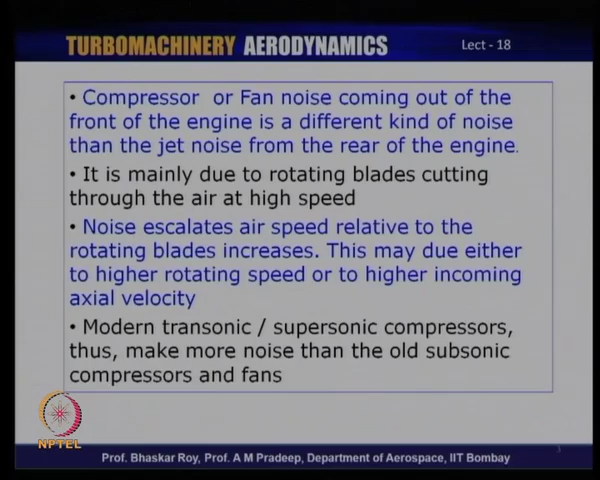 TURBOMACHINERY AERODYNAMICS
Lect - 18
• Compressor or Fan noise coming out of the
front of the engine is a different kind of noise
than the jet noise from the rear of the engine.
• It is mainly due to rotating blades cutting
through the air at high speed
• Noise escalates air speed relative to the
rotating blades increases. This may due either
to higher rotating speed or to higher incoming
axial velocity
• Modern transonic / supersonic compressors,
thus, make more noise than the old subsonic
compressors and fans
NPTEL
3
Prof. Bhaskar Roy, Prof. A M Pradeep, Department of Aerospace, IIT Bombay